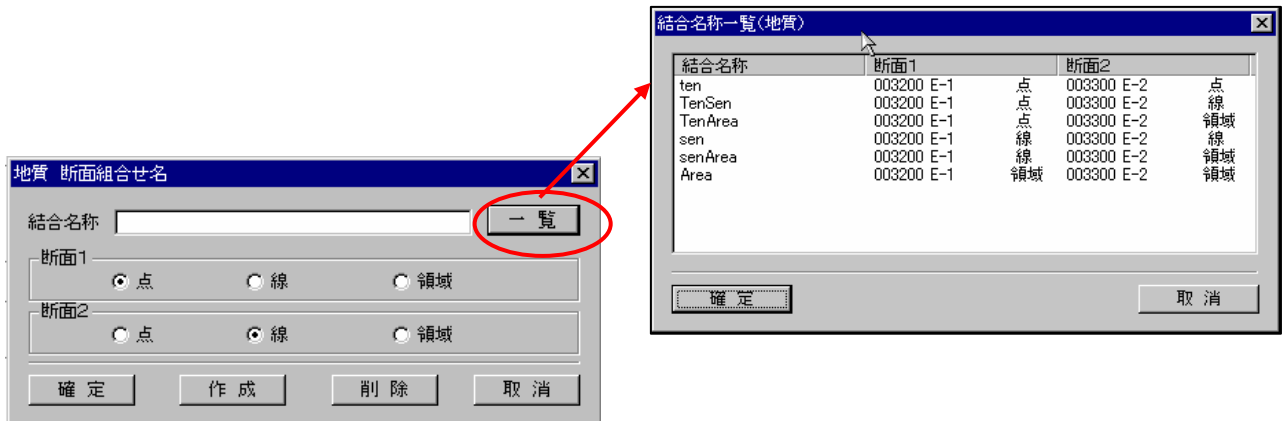 結合名称一覧(地質)
結合名称 断面1 断面2
ten 003200 E-1 点 003300 E-2 点
TenSen 003200 E-1 点 003300 E-2 線
TenArea 003200 E-1 点 003300 E-2 領域
sen 003200 E-1 線 003300 E-2 線
senArea 003200 E-1 線 003300 E-2 領域
Area 003200 E-1 領域 003300 E-2 領域
確 定 取 消
地質 断面組合せ名
結合名称 一 覧
断面1
点 線 領域
断面2
点 線 領域
確 定 作 成 削 除 取 消